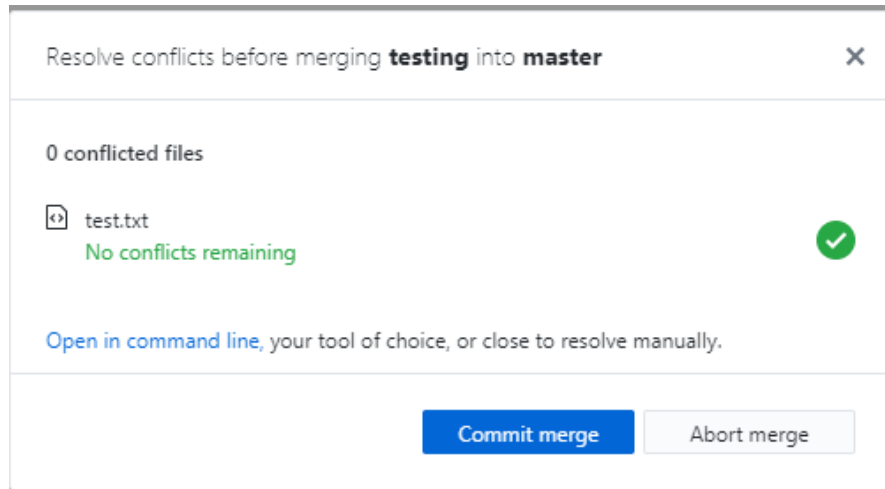 Resolve conflicts before merging testing into master
0 conflicted files
test.txt
No conflicts remaining
Open in command line, your tool of choice, or close to resolve manually.
Commit merge
Abort merge